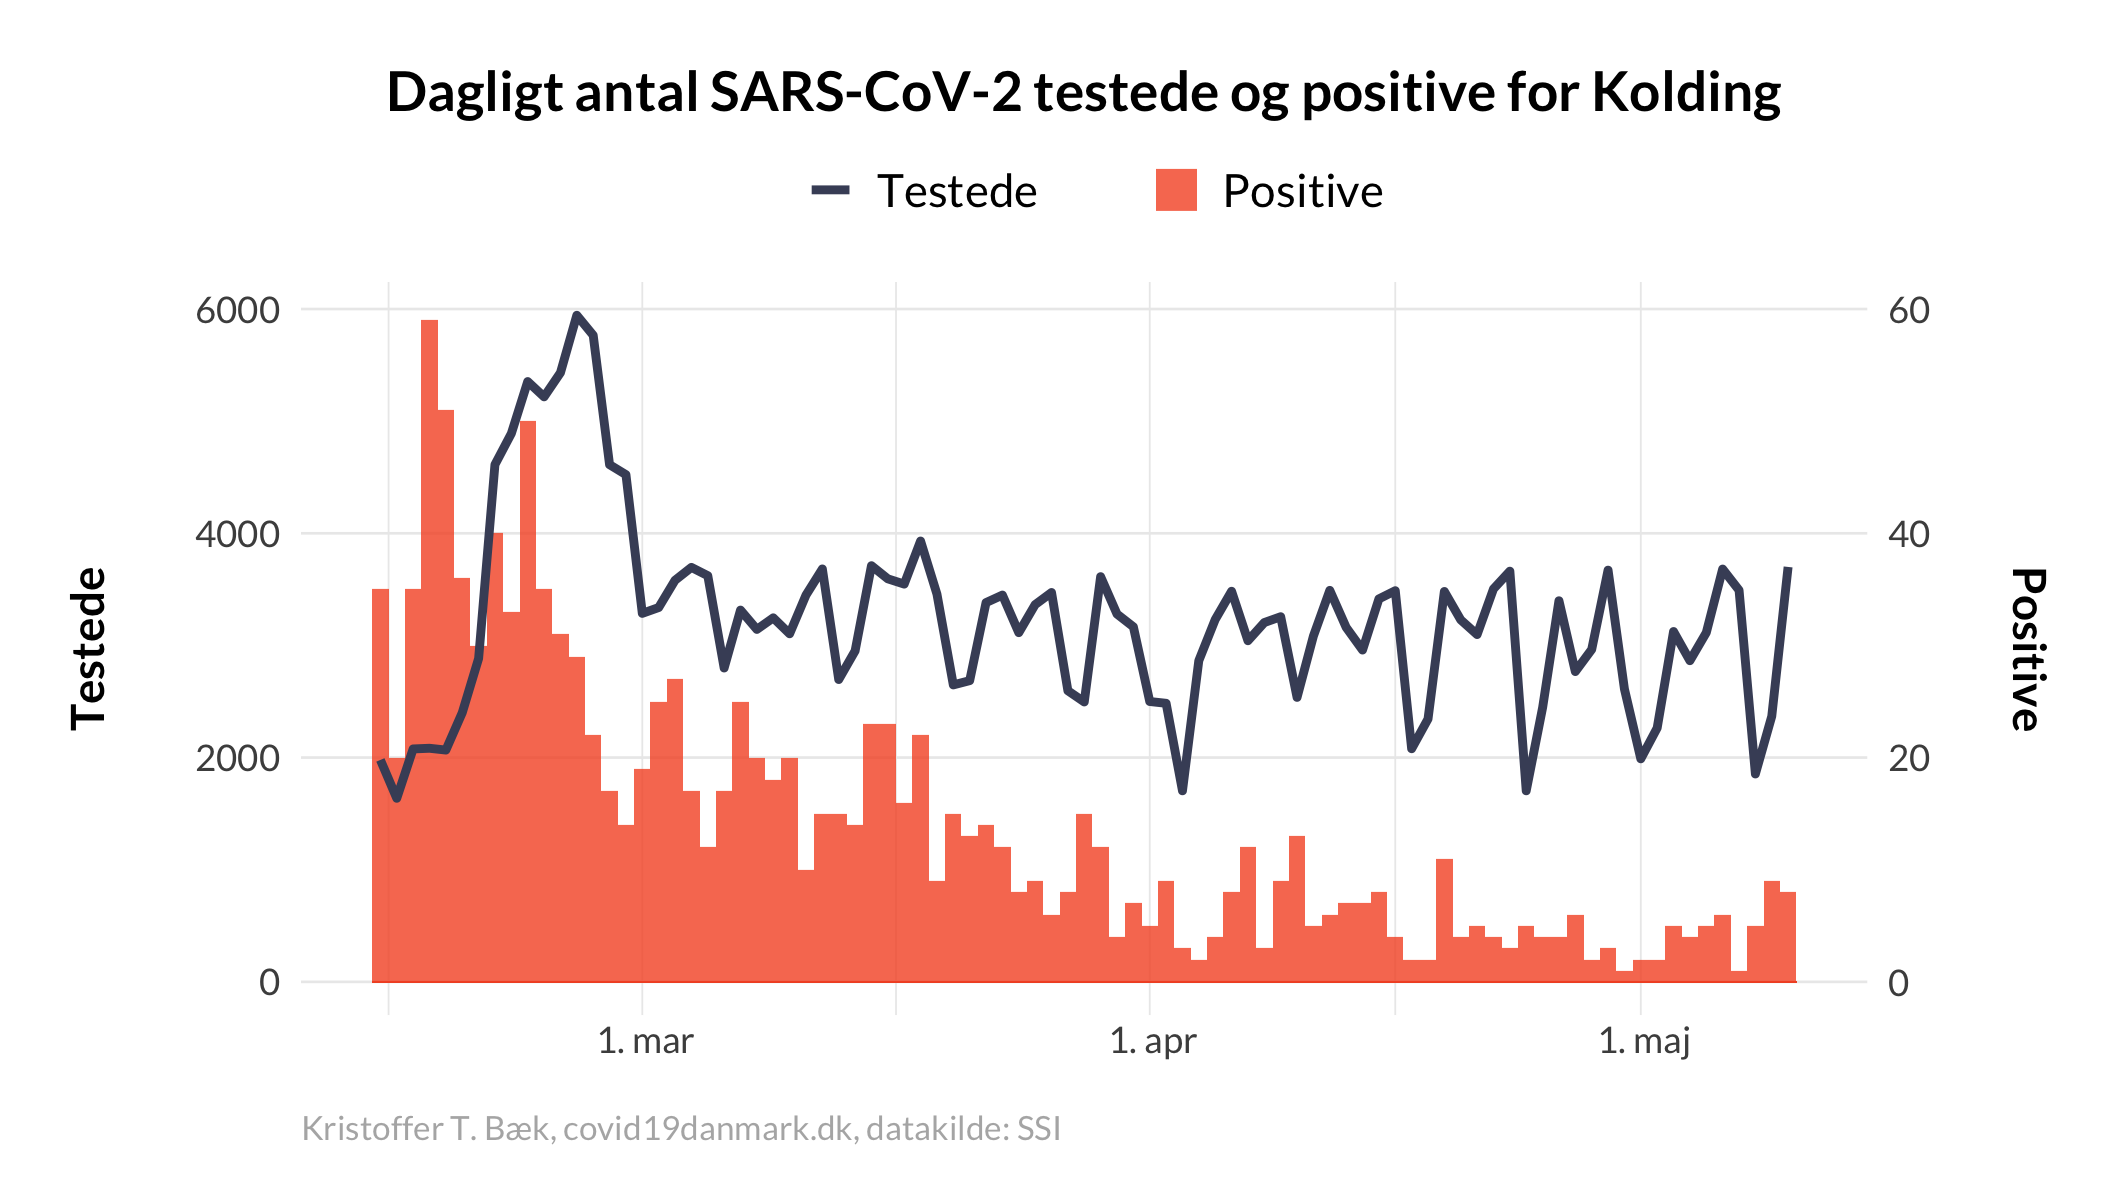 Dagligt antal SARS-CoV-2 testede og positive for Kolding
Testede
Positive
6000
4000
2000
0
60
40
20
0
Testede
Positive
1. mar
1. apr
1. maj
Kristoffer T. Bæk, covid19danmark.dk, datakilde: SSI